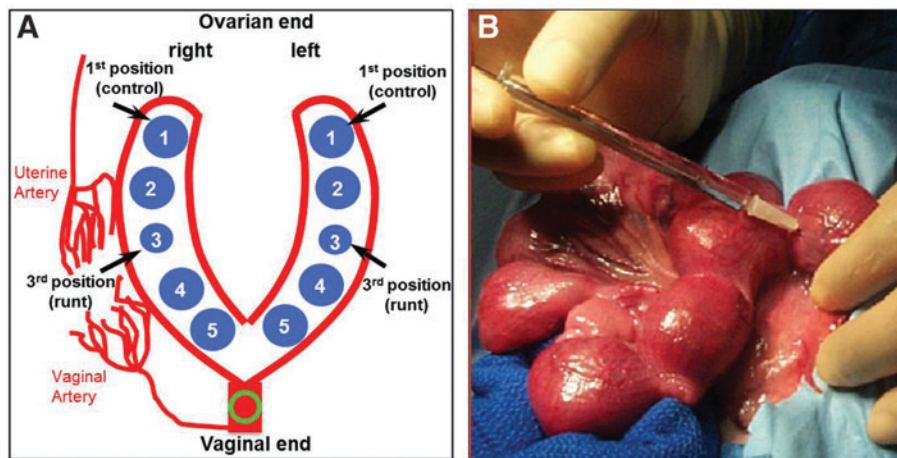 A
Ovarian end
right
left
1st position
(control)
1st position
(control)
1
1
2
2
Uterine
Artery
3
3
3rd position
(runt)
3rd position
(runt)
4
4
5
5
Vaginal
Artery
Vaginal end
B